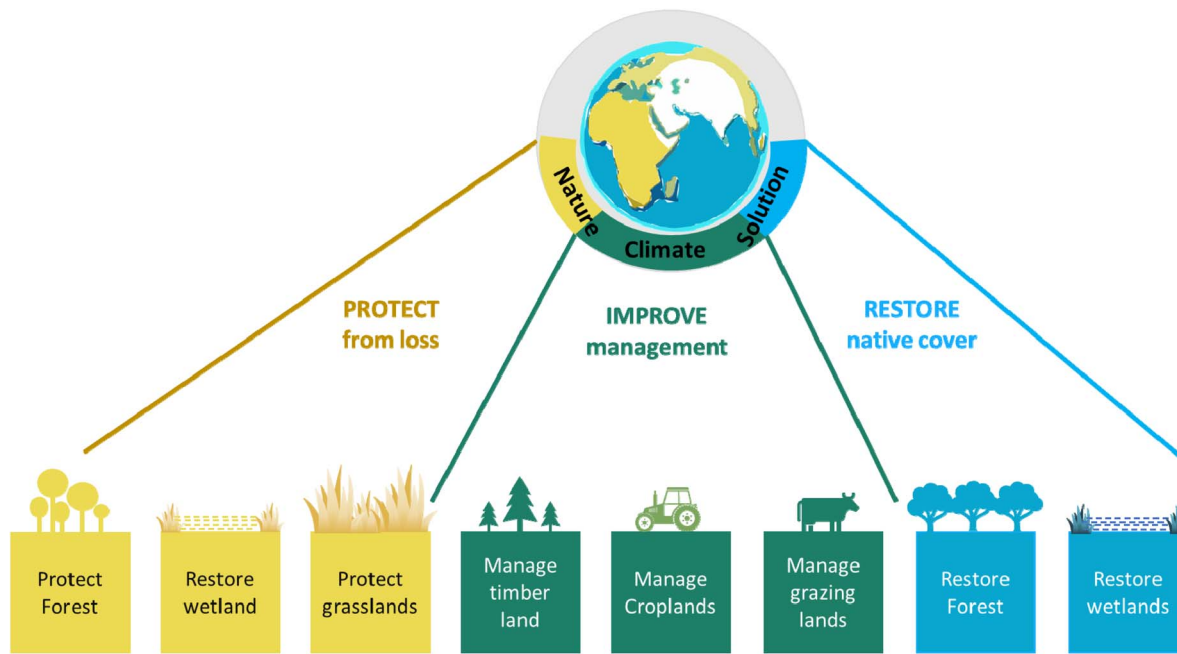 Nature
Climate
Solution
PROTECT
from loss
IMPROVE
management
RESTORE
native cover
Protect
Forest
Restore
wetland
Protect
grasslands
Manage
timber
land
Manage
Croplands
Manage
grazing
lands
Restore
Forest
Restore
wetlands